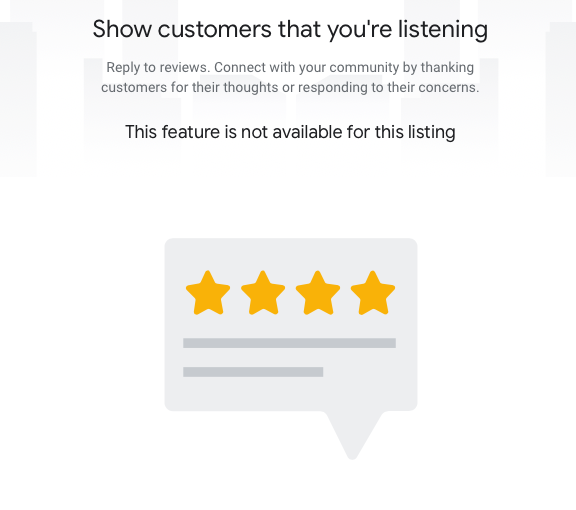 Show customers that you're listening
Reply to reviews. Connect with your community by thanking
customers for their thoughts or responding to their concerns.
This feature is not available for this listing